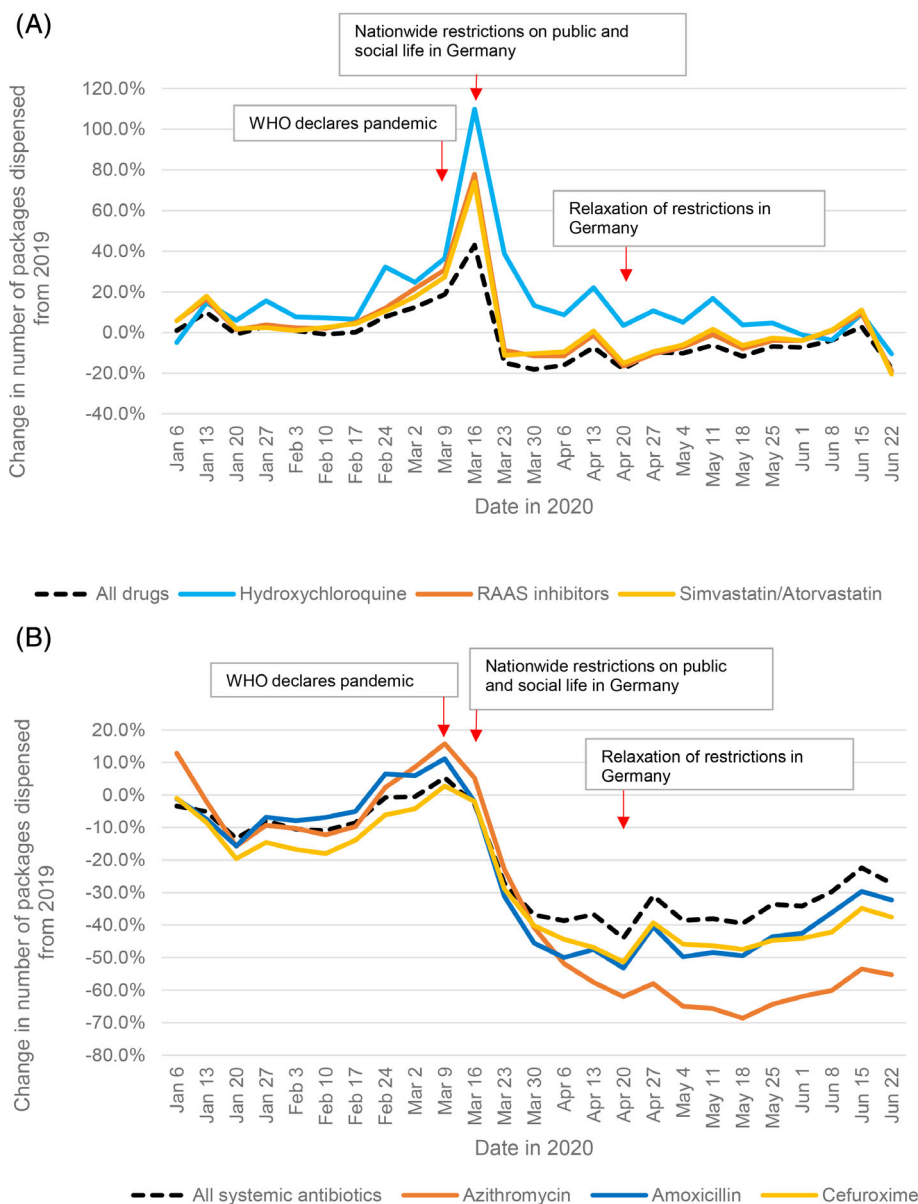 (A)
Nationwide restrictions on public and
social life in Germany
WHO declares pandemic
Relaxation of restrictions in
Germany
Change in number of packages dispensed
from 2019
120.0%
100.0%
80.0%
60.0%
40.0%
20.0%
0.0%
-20.0%
-40.0%
Jan 6
Jan 13
Jan 20
Jan 27
Feb 3
Feb 10
Feb 17
Feb 24
Mar 2
Mar 9
Mar 16
Mar 23
Mar 30
Apr 6
Apr 13
Apr 20
Apr 27
May 4
May 11
May 18
May 25
Jun 1
Jun 8
Jun 15
Jun 22
Date in 2020
All drugs Hydroxychloroquine RAAS inhibitors Simvastatin/Atorvastatin
(B)
WHO declares pandemic
Nationwide restrictions on public
and social life in Germany
Relaxation of restrictions in
Germany
Change in number of packages dispensed
from 2019
20.0%
10.0%
0.0%
-10.0%
-20.0%
-30.0%
-40.0%
-50.0%
-60.0%
-70.0%
-80.0%
Jan 6
Jan 13
Jan 20
Jan 27
Feb 3
Feb 10
Feb 17
Feb 24
Mar 2
Mar 9
Mar 16
Mar 23
Mar 30
Apr 6
Apr 13
Apr 20
Apr 27
May 4
May 11
May 18
May 25
Jun 1
Jun 8
Jun 15
Jun 22
Date in 2020
All systemic antibiotics Azithromycin Amoxicillin Cefuroxime